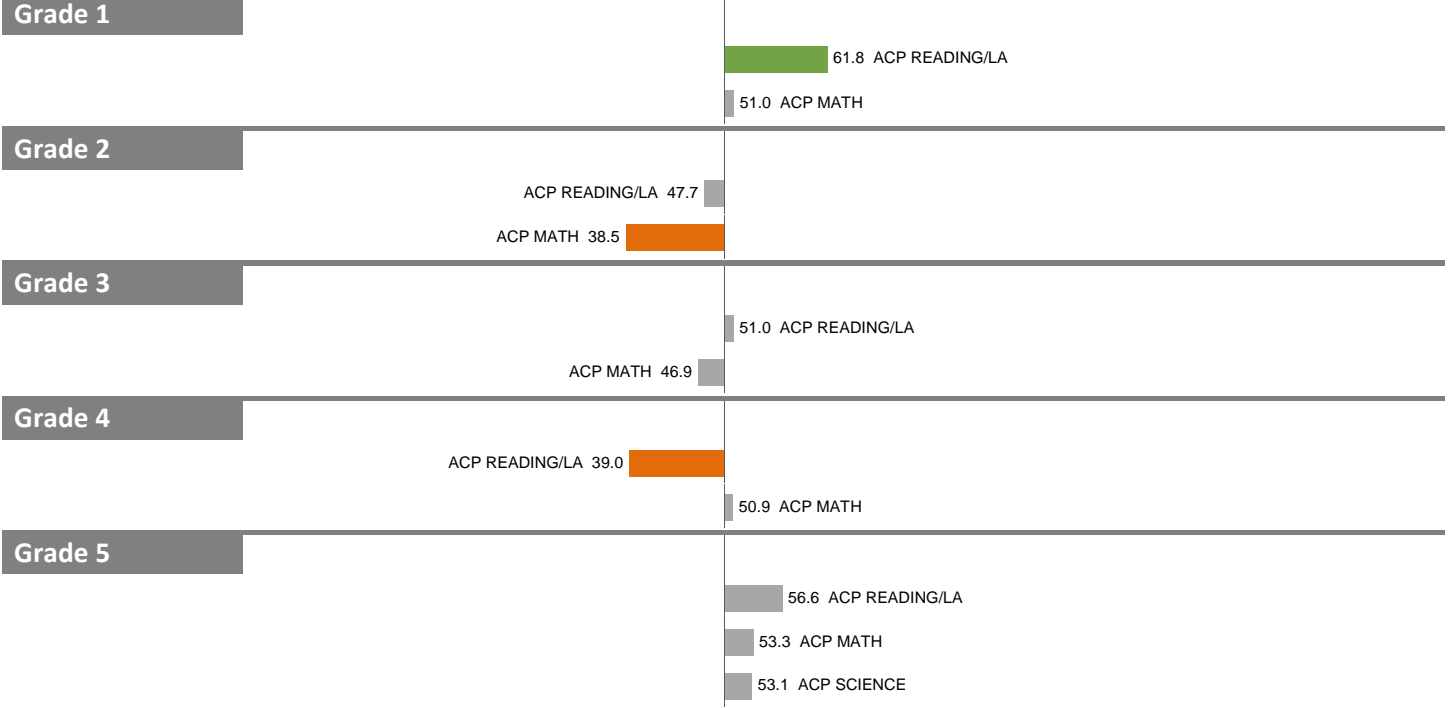 Grade 1
61.8 ACP READING/LA
51.0 ACP MATH
Grade 2
ACP READING/LA 47.7
ACP MATH 38.5
Grade 3
51.0 ACP READING/LA
ACP MATH 46.9
Grade 4
ACP READING/LA 39.0
50.9 ACP MATH
Grade 5
56.6 ACP READING/LA
53.3 ACP MATH
53.1 ACP SCIENCE